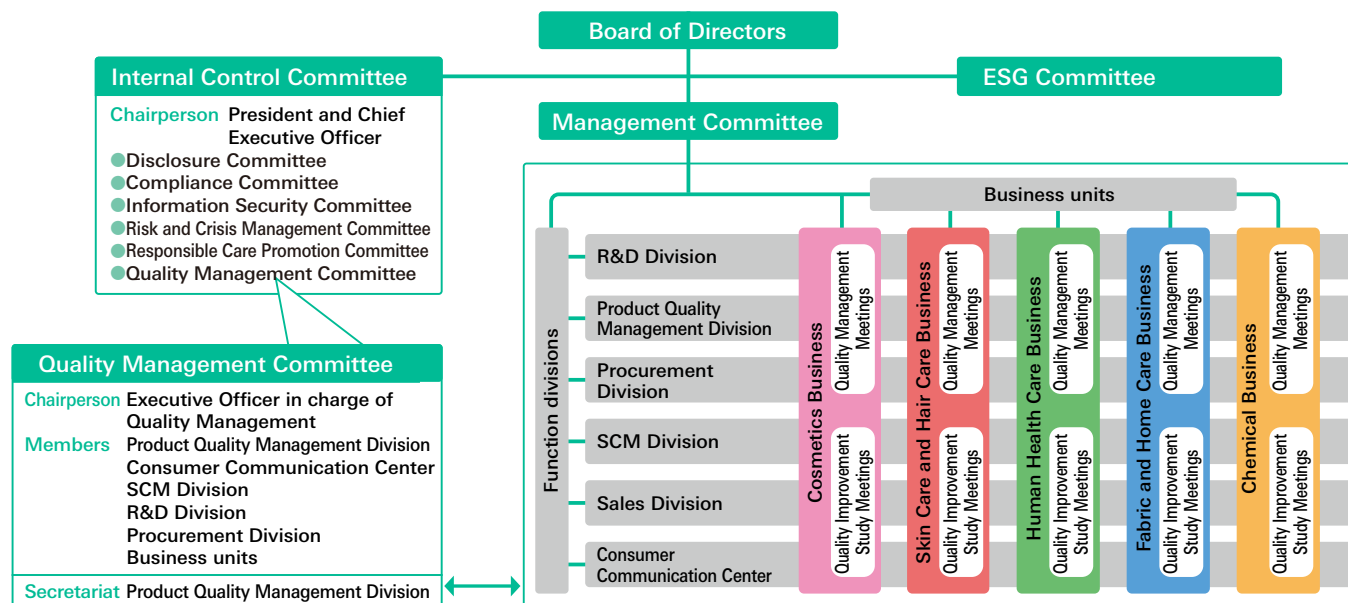 Board of Directors
Internal Control Committee
Chairperson President and Chief
Executive Officer
●Disclosure Committee
●Compliance Committee
●Information Security Committee
●Risk and Crisis Management Committee
●Responsible Care Promotion Committee
●Quality Management Committee
ESG Committee
Management Committee
Quality Management Committee
Chairperson Executive Officer in charge of
Quality Management
Members Product Quality Management Division
Consumer Communication Center
SCM Division
R&D Division
Procurement Division
Business units
Secretariat Product Quality Management Division
Business units
Function divisions
R&D Division
Product Quality
Management Division
Procurement
Division
SCM Division
Sales Division
Consumer
Communication Center
Cosmetics Business
Quality Management
Meetings
Quality Improvement
Study Meetings
Skin Care and Hair Care Business
Quality Management
Meetings
Quality Improvement
Study Meetings
Human Health Care Business
Quality Management
Meetings
Quality Improvement
Study Meetings
Fabric and Home Care Business
Quality Management
Meetings
Quality Improvement
Study Meetings
Chemical Business
Quality Management
Meetings
Quality Improvement
Study Meetings